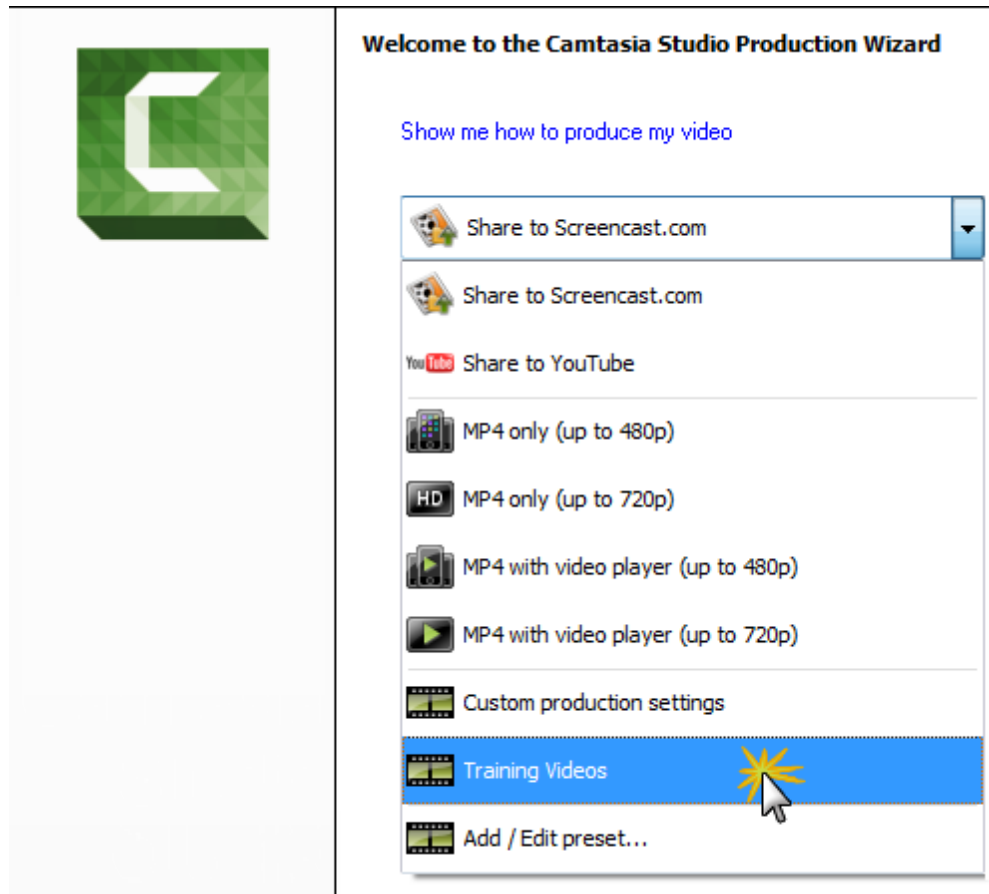 Welcome to the Camtasia Studio Production Wizard
Show me how to produce my video
Share to Screencast.com
Share to Screencast.com
You Tube Share to YouTube
MP4 only (up to 480p)
HD MP4 only (up to 720p)
MP4 with video player (up to 480p)
MP4 with video player (up to 720p)
Custom production settings
Training Videos
Add / Edit preset...